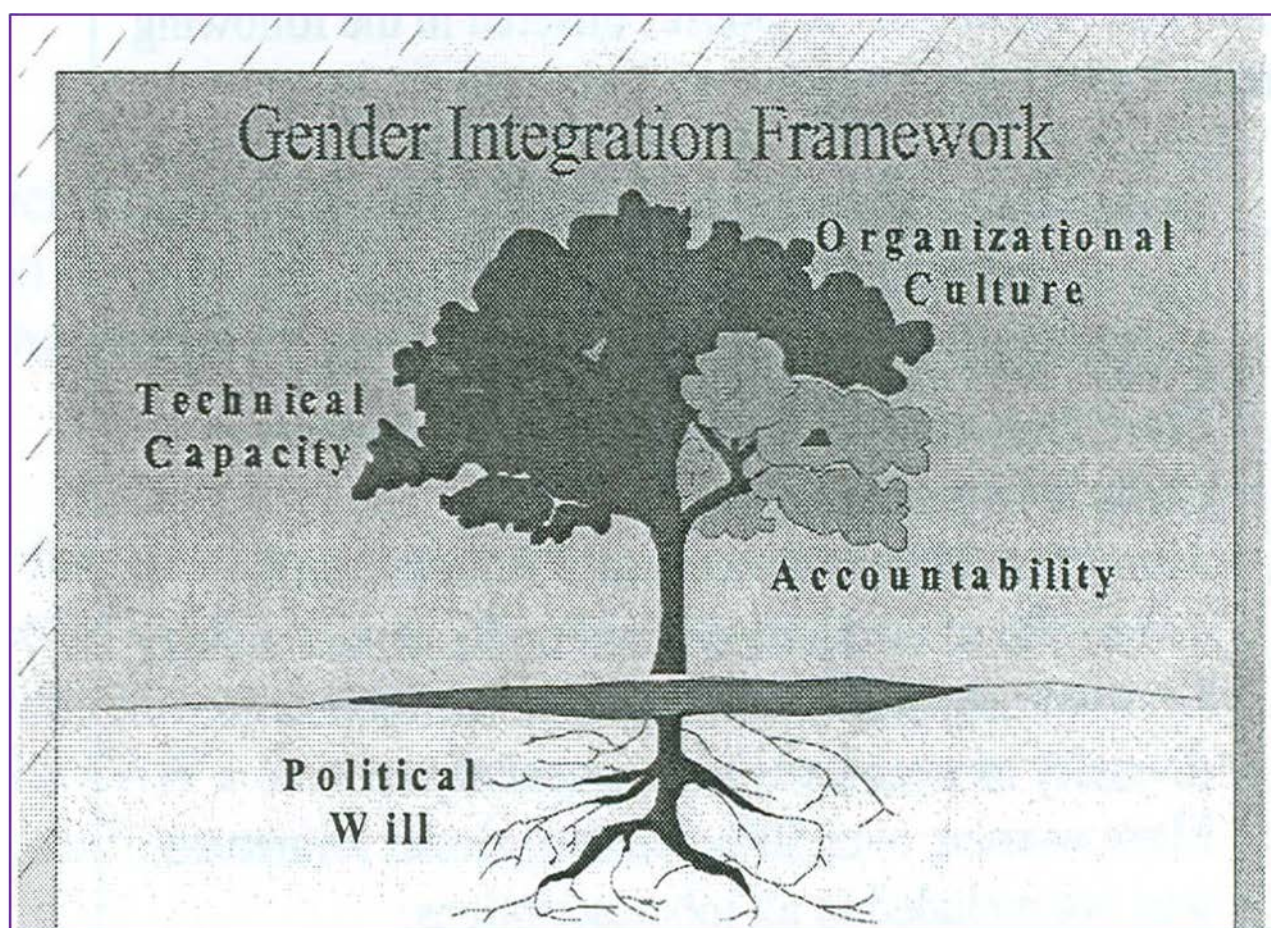 Gender Integration Framework
Organizational
Culture
Technical
Capacity
Accountability
Political
Will